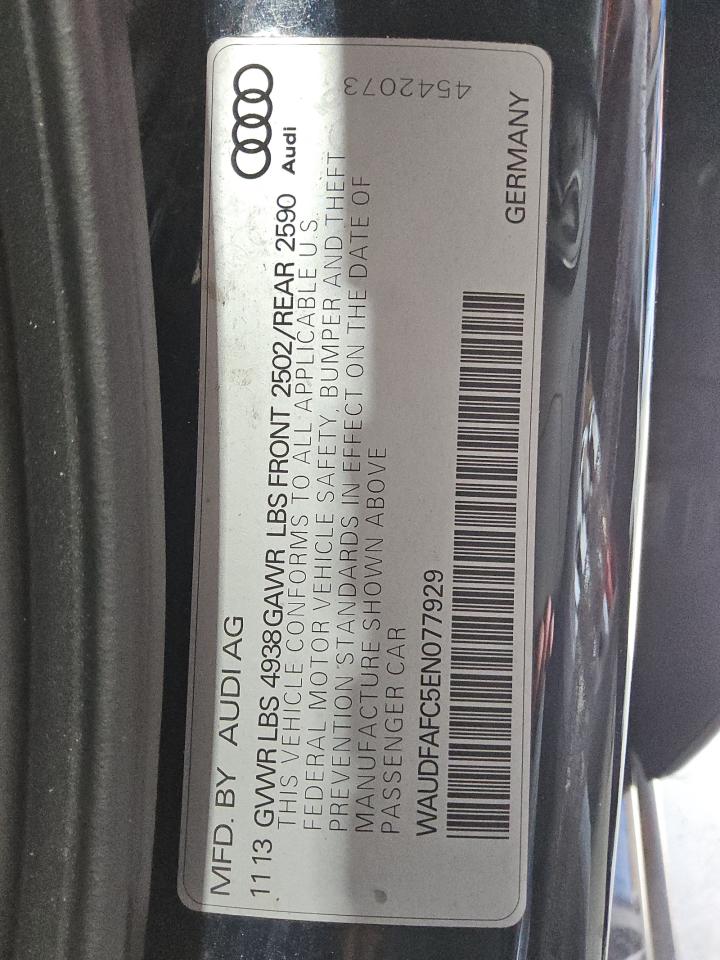 MFD. BY AUDI AG
11 13 GVWR LBS 4938GAWR LBS FRONT 2502/REAR 2590
Audi
THIS VEHICLE CONFORMS TO ALL APPLICABLE U.S.
FEDERAL MOTOR VEHICLE SAFETY, BUMPER AND THEFT
PREVENTION STANDARDS IN EFFECT ON THE DATE OF
MANUFACTURE SHOWN ABOVE
PASSENGER CAR
WAUDFAFC5EN077929
GERMANY
4542073